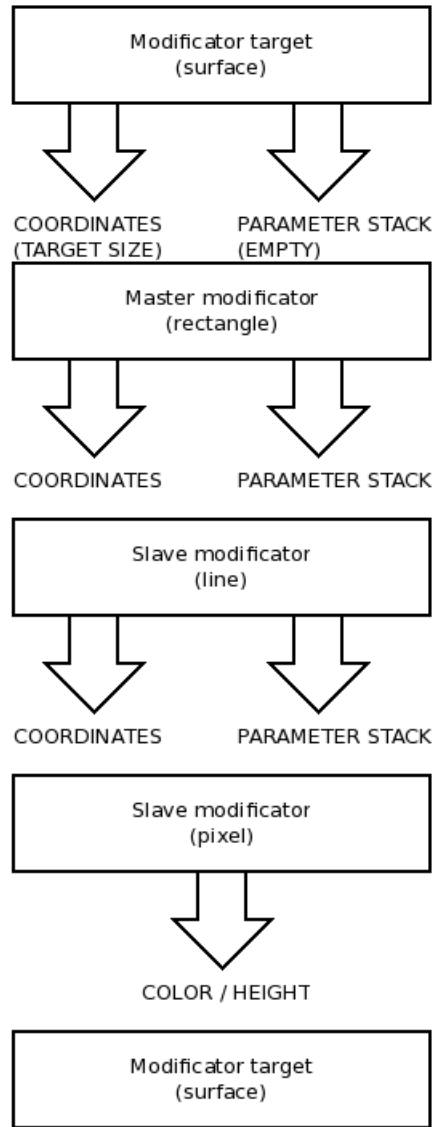 Modificator target
(surface)
COORDINATES
(TARGET SIZE)
PARAMETER STACK
(EMPTY)
Master modificator
(rectangle)
COORDINATES
PARAMETER STACK
Slave modificator
(line)
COORDINATES
PARAMETER STACK
Slave modificator
(pixel)
COLOR / HEIGHT
Modificator target
(surface)